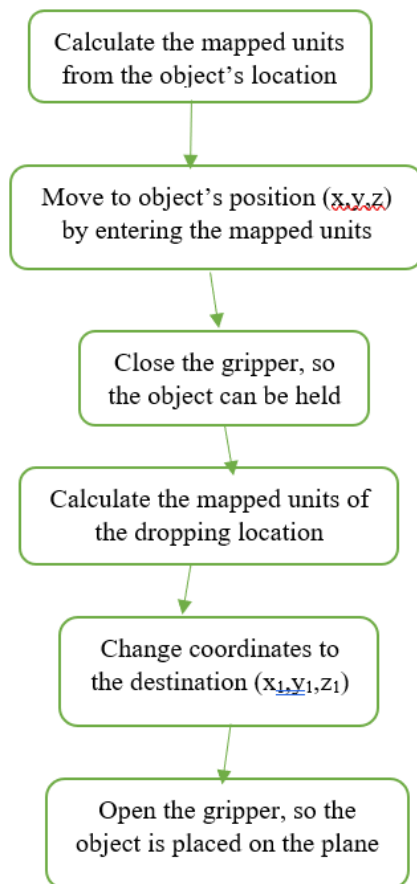 Calculate the mapped units
from the object's location
Move to object's position (x,y,z)
by entering the mapped units
Close the gripper, so
the object can be held
Calculate the mapped units of
the dropping location
Change coordinates to
the destination (x₁,y₁,z₁)
Open the gripper, so the
object is placed on the plane